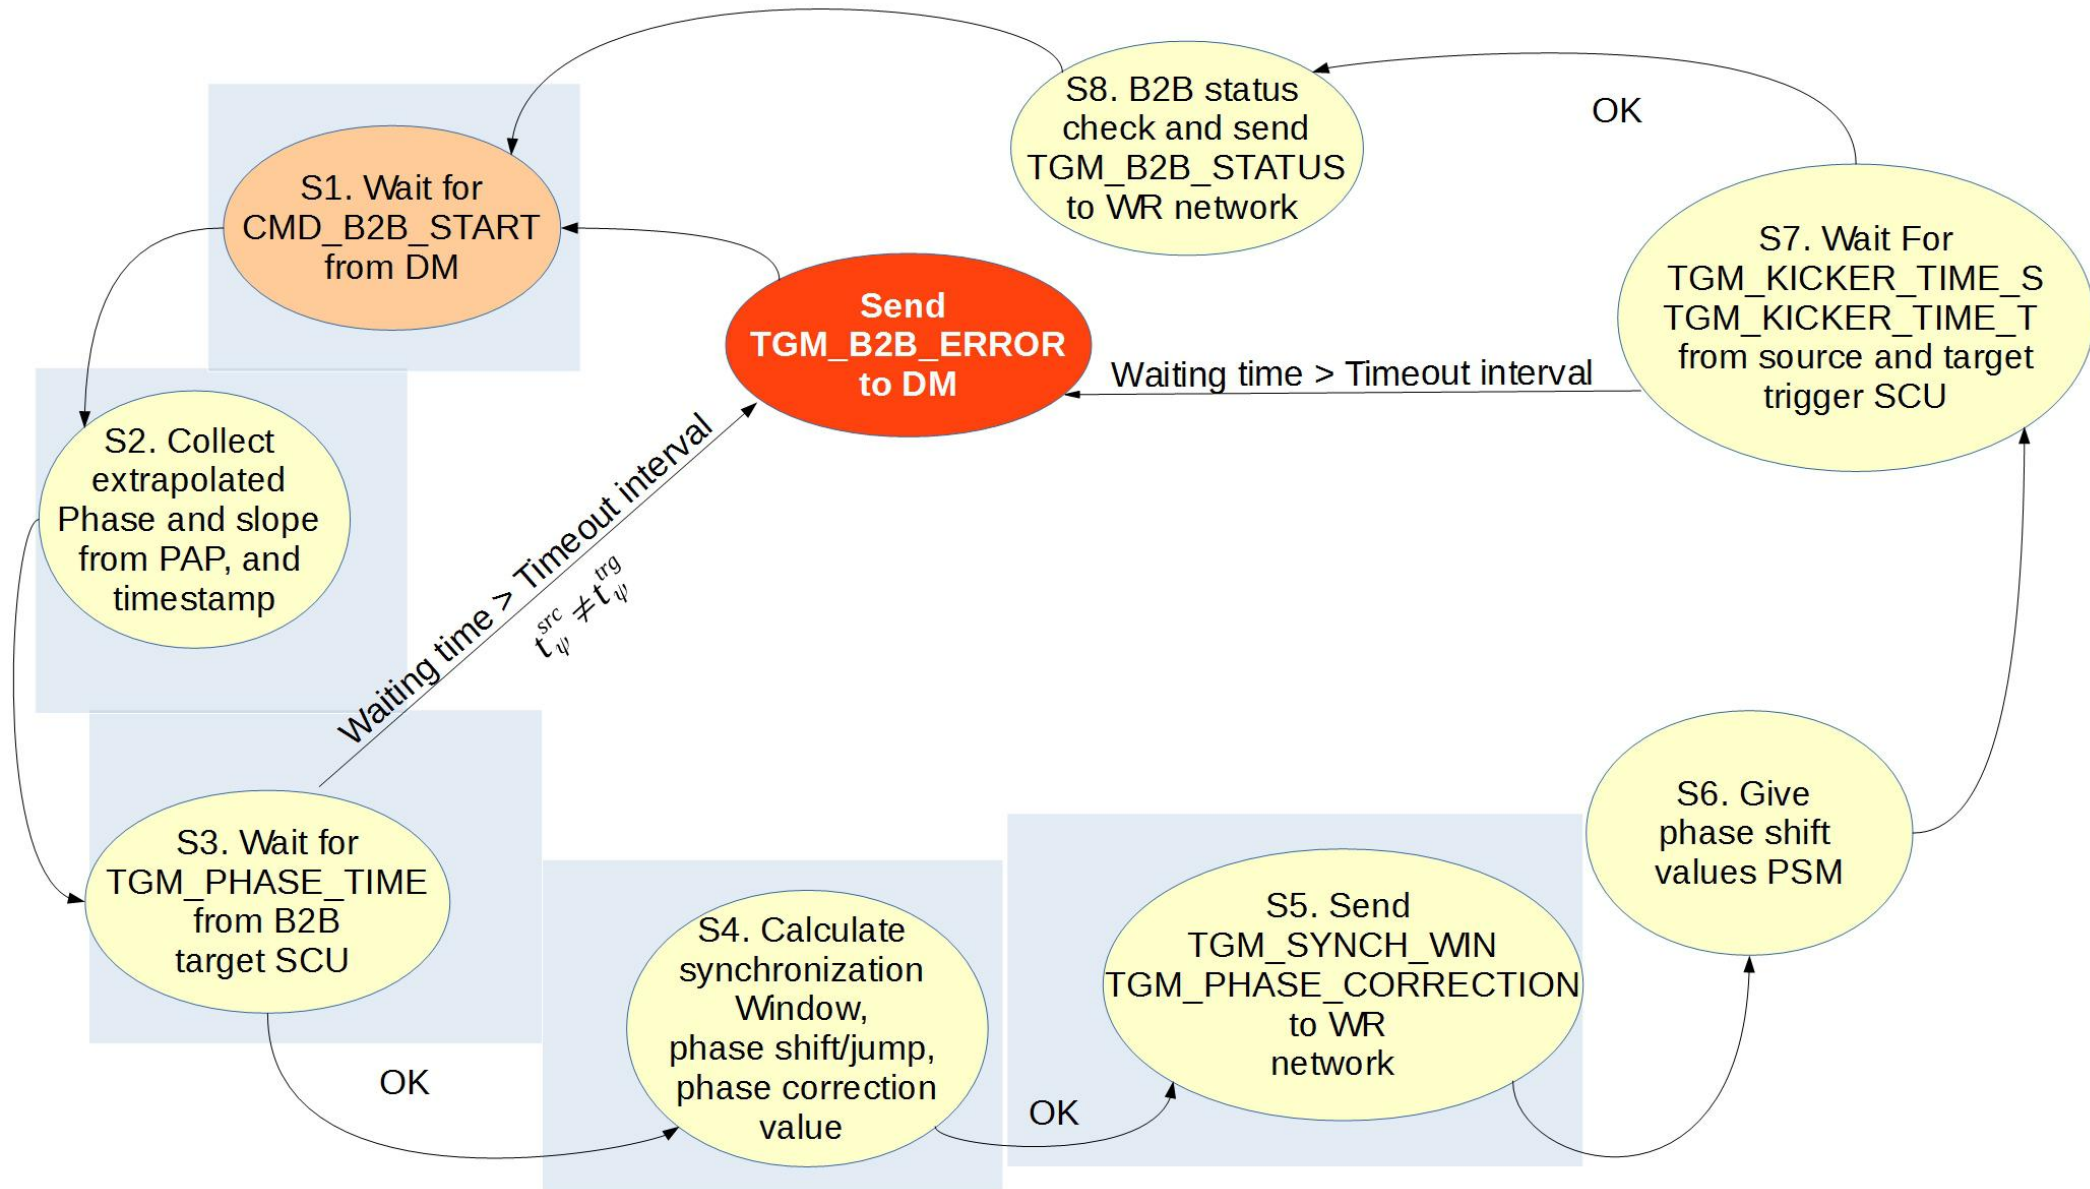 S1. Wait for
CMD_B2B_START
from DM
S2. Collect
extrapolated
Phase and slope
from PAP, and
timestamp
S3. Wait for
TGM_PHASE_TIME
from B2B
target SCU
OK
S4. Calculate
synchronization
Window,
phase shift/jump,
phase correction
value
OK
S5. Send
TGM_SYNCH_WIN
TGM_PHASE_CORRECTION
to WR
network
S6. Give
phase shift
values PSM
S7. Wait For
TGM_KICKER_TIME_S
TGM_KICKER_TIME_T
from source and target
trigger SCU
OK
S8. B2B status
check and send
TGM_B2B_STATUS
to WR network
Send
TGM_B2B_ERROR
to DM
Waiting time > Timeout interval
Waiting time > Timeout interval
t_ψ^src ≠ t_ψ^trg